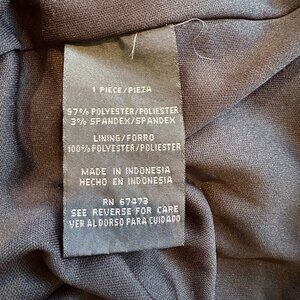 1 PIECE/PIEZA
97% POLYESTER/POLIESTER
3% SPANDEX/SPANDEX
LINING/FORRO
100% POLYESTER/POLIESTER
MADE IN INDONESIA
HECHO EN INDONESIA
RN 67473
SEE REVERSE FOR CARE
VER AL DORSO PARA CUIDADO